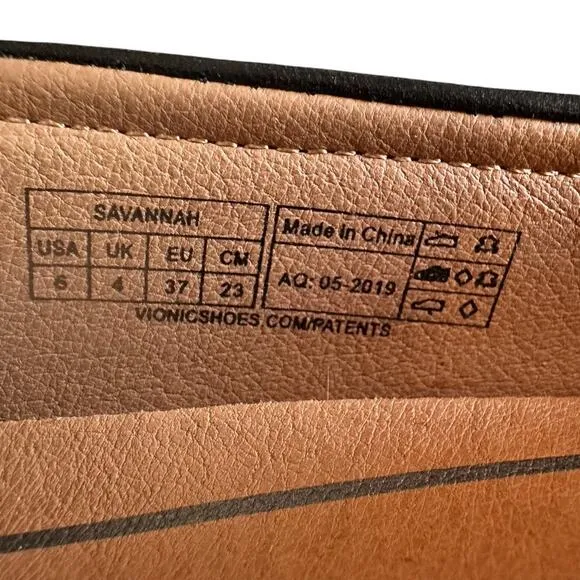 SAVANNAH
USA UK EU CM
6 4 37 23
Made in China
AQ: 05-2019
VIONICSHOES.COM/PATENTS